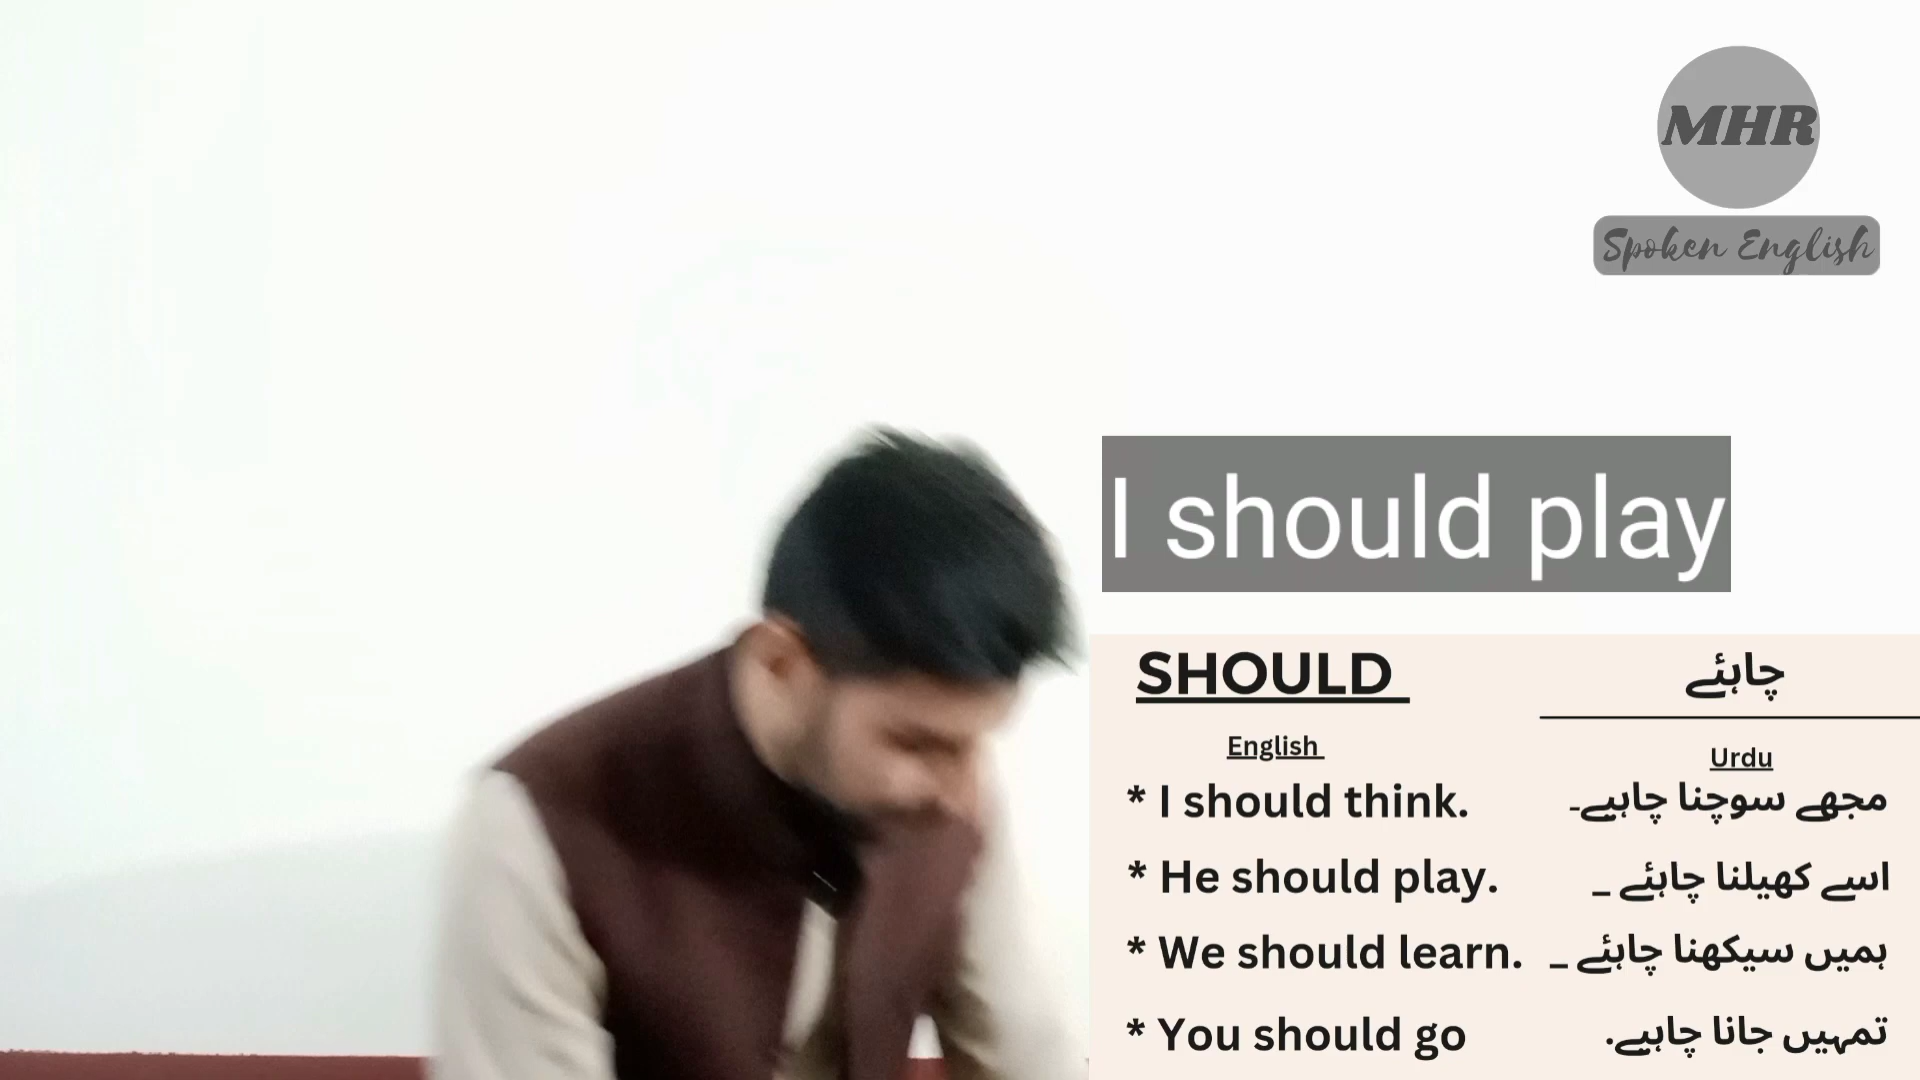 MHR
Spoken English
I should play
SHOULD
چاہئے
English
Urdu
* I should think.
مجھے سوچنا چاہیے۔
* He should play.
اسے کھیلنا چاہئے _
* We should learn.
ہمیں سیکھنا چاہئے _
* You should go
تمہیں جانا چاہیے.